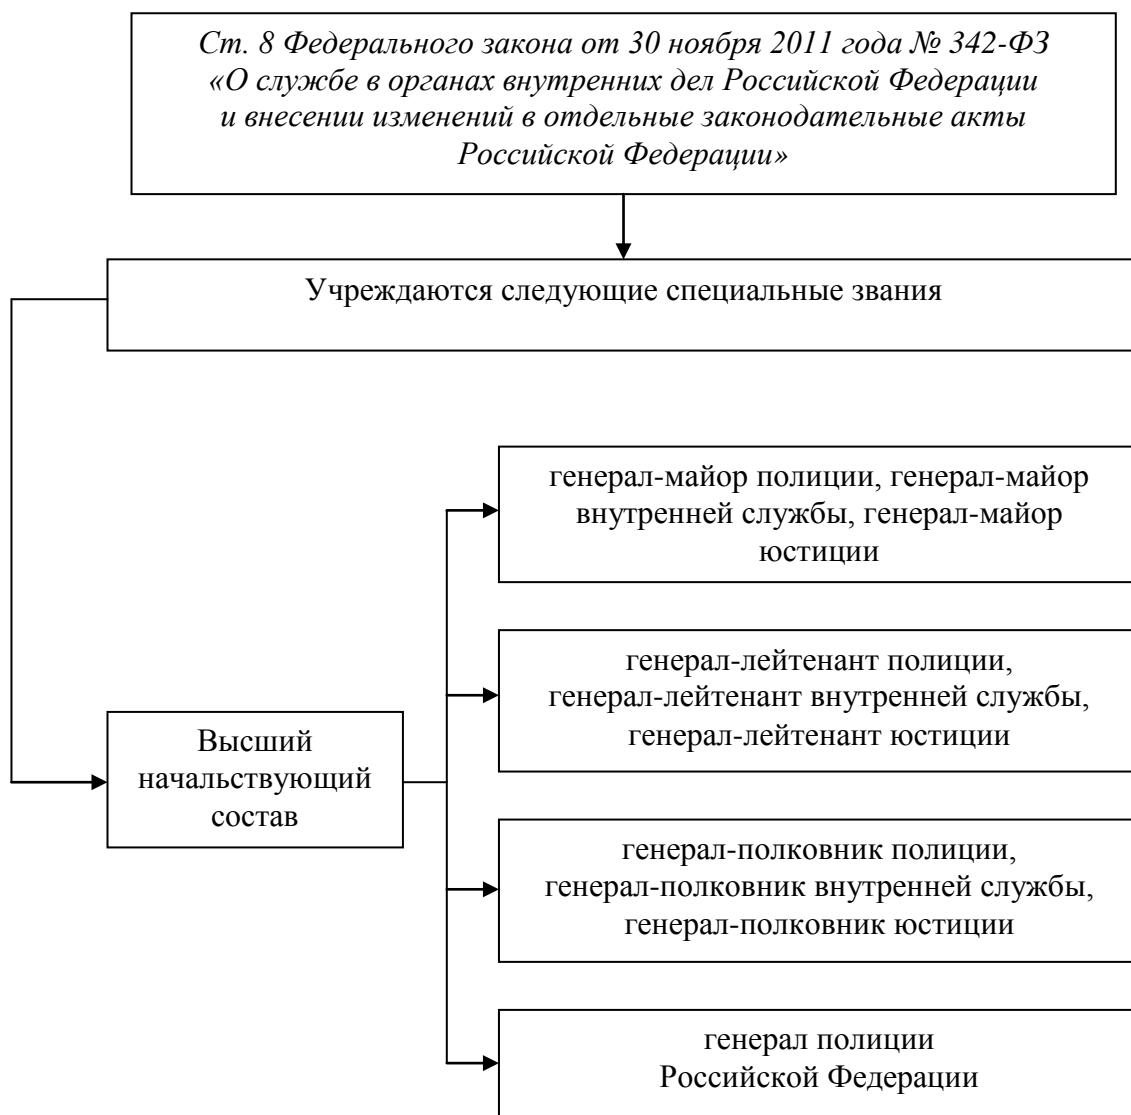 Ст. 8 Федерального закона от 30 ноября 2011 года № 342-ФЗ
«О службе в органах внутренних дел Российской Федерации
и внесении изменений в отдельные законодательные акты
Российской Федерации»
Учреждаются следующие специальные звания
генерал-майор полиции, генерал-майор
внутренней службы, генерал-майор
юстиции
генерал-лейтенант полиции,
генерал-лейтенант внутренней службы,
генерал-лейтенант юстиции
Высший
начальствующий
состав
генерал-полковник полиции,
генерал-полковник внутренней службы,
генерал-полковник юстиции
генерал полиции
Российской Федерации